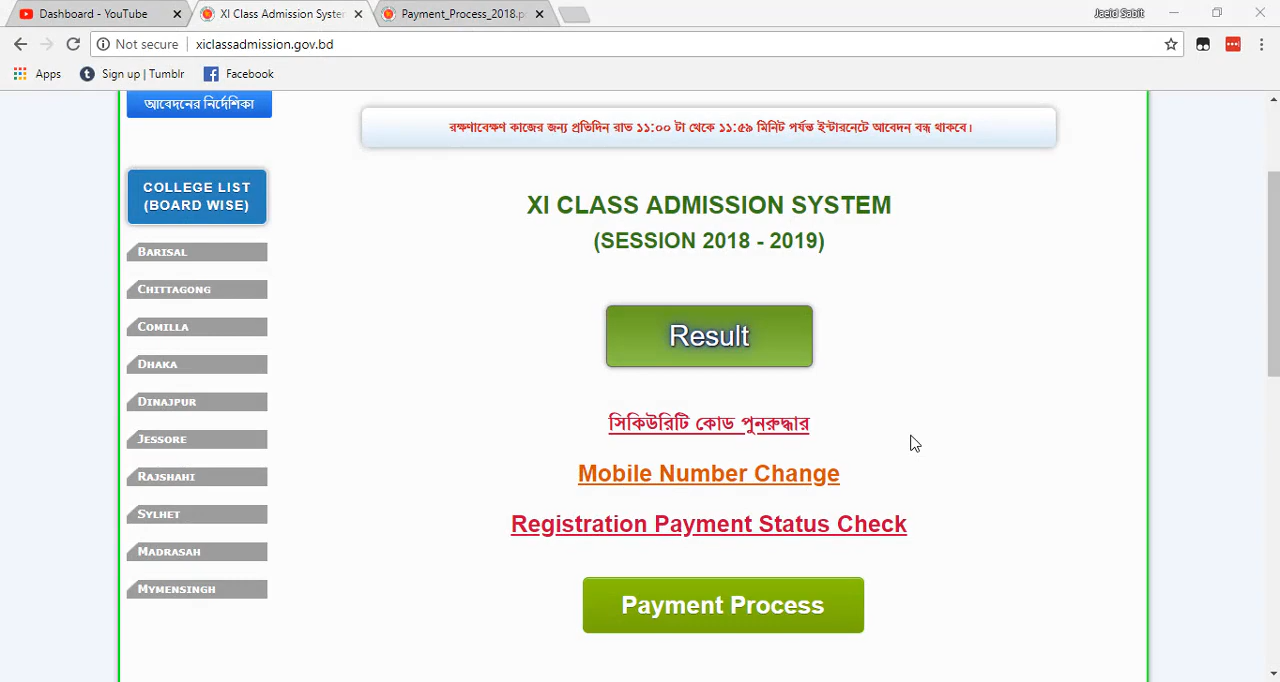 Dashboard - YouTube
XI Class Admission System
Payment_Process_2018.p
Jaeid Sabit
Not secure
xiclassadmission.gov.bd
Apps
Sign up | Tumblr
Facebook
আবেদনের নির্দেশিকা
রক্ষণাবেক্ষণ কাজের জন্য প্রতিদিন রাত ১১:০০ টা থেকে ১১:৫৯ মিনিট পর্যন্ত ইন্টারনেটে আবেদন বন্ধ থাকবে।
COLLEGE LIST
(BOARD WISE)
BARISAL
CHITTAGONG
COMILLA
DHAKA
DINAJPUR
JESSORE
RAJSHAHI
SYLHET
MADRASAH
MYMENSINGH
XI CLASS ADMISSION SYSTEM
(SESSION 2018 - 2019)
Result
সিকিউরিটি কোড পুনরুদ্ধার
Mobile Number Change
Registration Payment Status Check
Payment Process